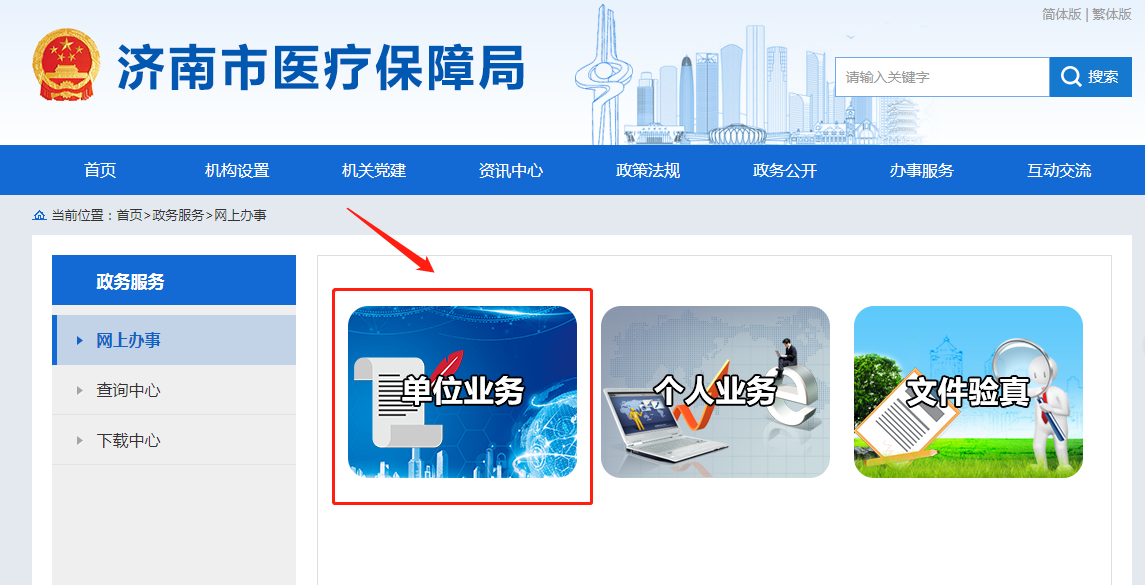 简体版 | 繁体版
济南市医疗保障局
请输入关键字
搜索
首页 机构设置 机关党建 资讯中心 政策法规 政务公开 办事服务 互动交流
当前位置：首页>政务服务>网上办事
政务服务
网上办事
查询中心
下载中心
单位业务
个人业务
文件验真